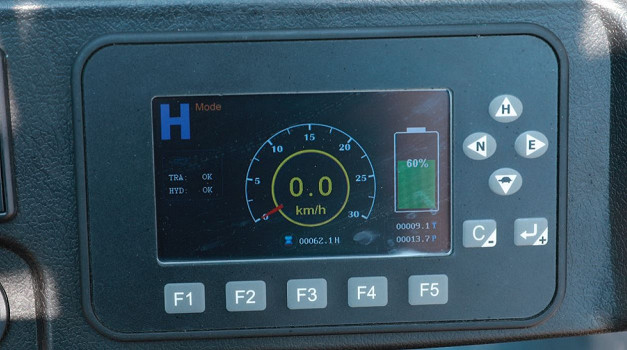 H Mode
TRA: OK
HYD: OK
0 5 10 15 20 25 30
0.0
km/h
60%
00062.1H
00009.1T
00013.7P
H
N E
C - +
F1 F2 F3 F4 F5